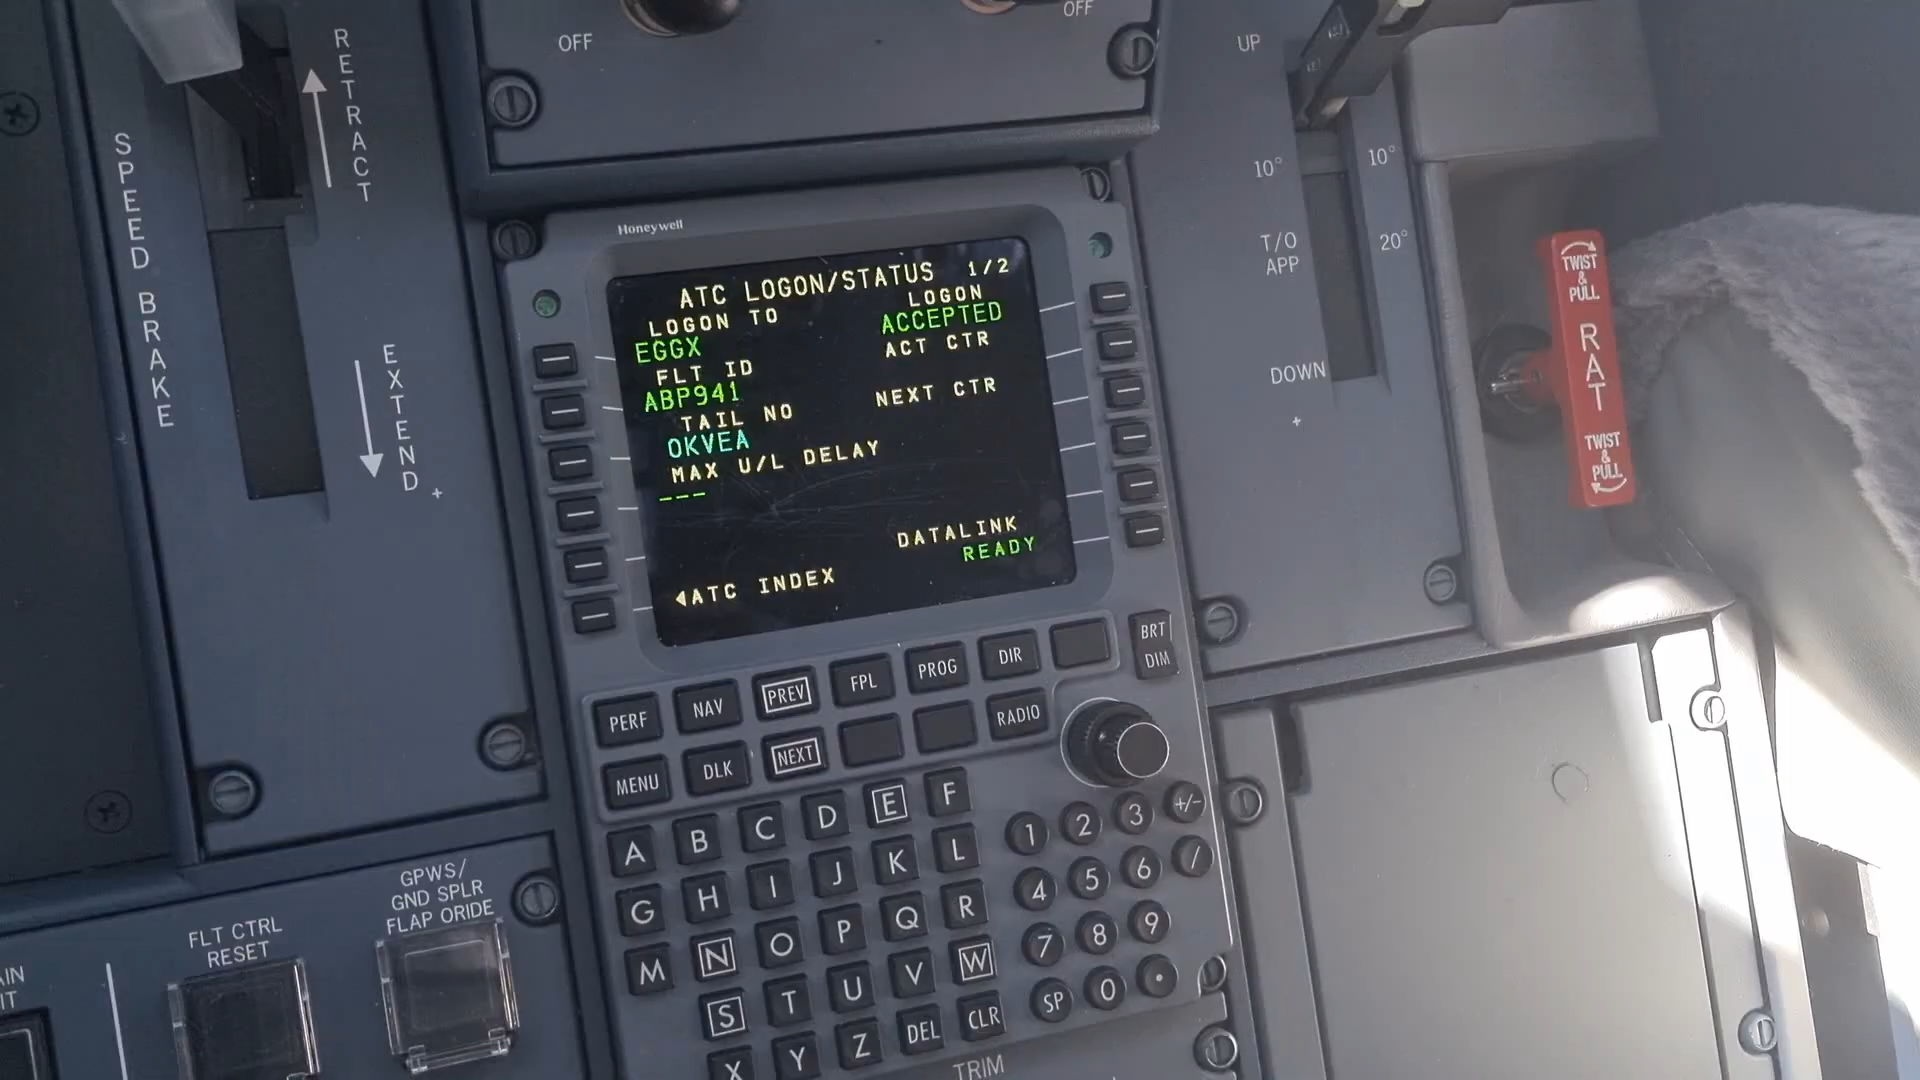 OFF
OFF
RETRACT
SPEED BRAKE
EXTEND
+
UP
10°
10°
T/O
APP
20°
DOWN
+
TWIST
&
PULL
RAT
TWIST
&
PULL
Honeywell
ATC LOGON/STATUS 1/2
LOGON TO LOGON
EGGX ACCEPTED
FLT ID ACT CTR
ABP941
TAIL NO NEXT CTR
OKVEA
MAX U/L DELAY
---
DATALINK
READY
◀ATC INDEX
PERF NAV PREV FPL PROG DIR BRT DIM
MENU DLK NEXT RADIO
A B C D E F
G H I J K L
M N O P Q R
S T U V W
X Y Z DEL CLR
1 2 3 +/-
4 5 6 /
7 8 9
SP 0 •
TRIM
GPWS/
GND SPLR
FLAP ORIDE
FLT CTRL
RESET